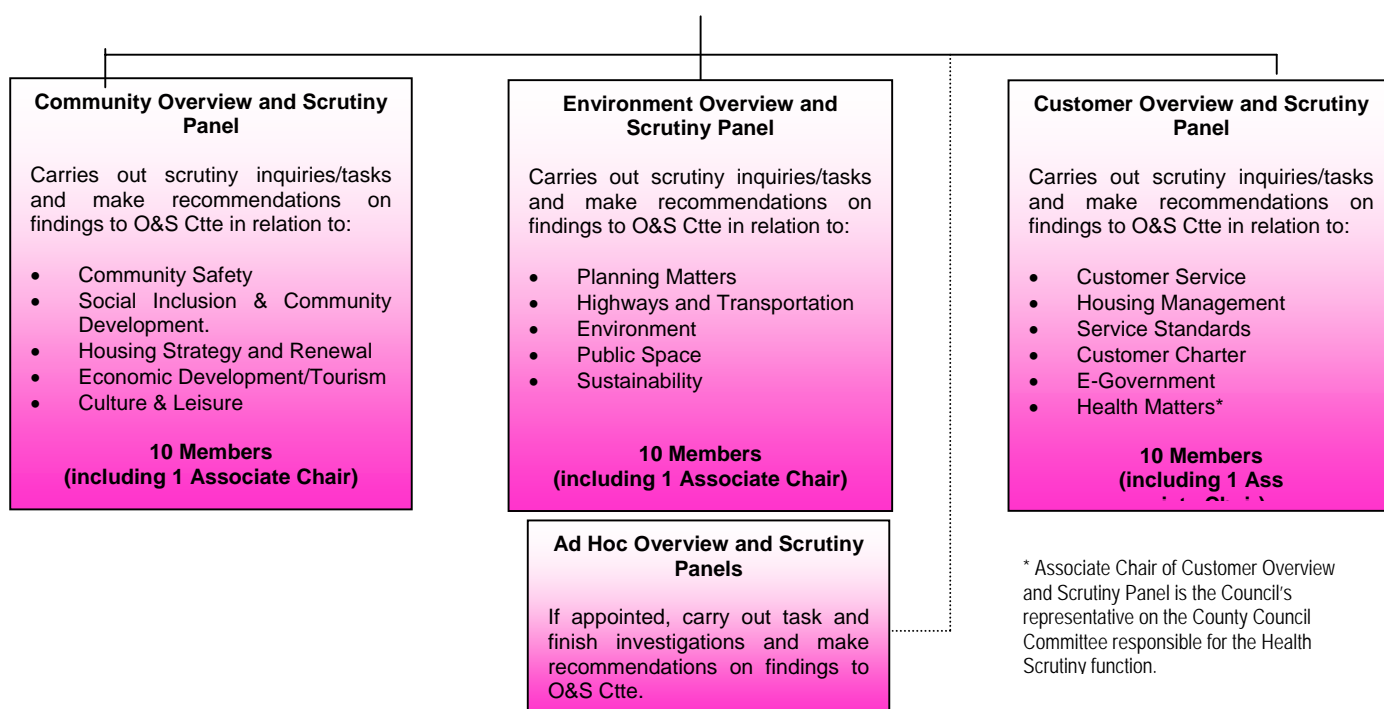 Community Overview and Scrutiny
Panel
Carries out scrutiny inquiries/tasks
and make recommendations on
findings to O&S Ctte in relation to:
• Community Safety
• Social Inclusion & Community
Development.
• Housing Strategy and Renewal
• Economic Development/Tourism
• Culture & Leisure
10 Members
(including 1 Associate Chair)
Environment Overview and
Scrutiny Panel
Carries out scrutiny inquiries/tasks
and make recommendations on
findings to O&S Ctte in relation to:
• Planning Matters
• Highways and Transportation
• Environment
• Public Space
• Sustainability
10 Members
(including 1 Associate Chair)
Customer Overview and Scrutiny
Panel
Carries out scrutiny inquiries/tasks
and make recommendations on
findings to O&S Ctte in relation to:
• Customer Service
• Housing Management
• Service Standards
• Customer Charter
• E-Government
• Health Matters*
10 Members
(including 1 Ass
Ad Hoc Overview and Scrutiny
Panels
If appointed, carry out task and
finish investigations and make
recommendations on findings to
O&S Ctte.
* Associate Chair of Customer Overview
and Scrutiny Panel is the Council's
representative on the County Council
Committee responsible for the Health
Scrutiny function.